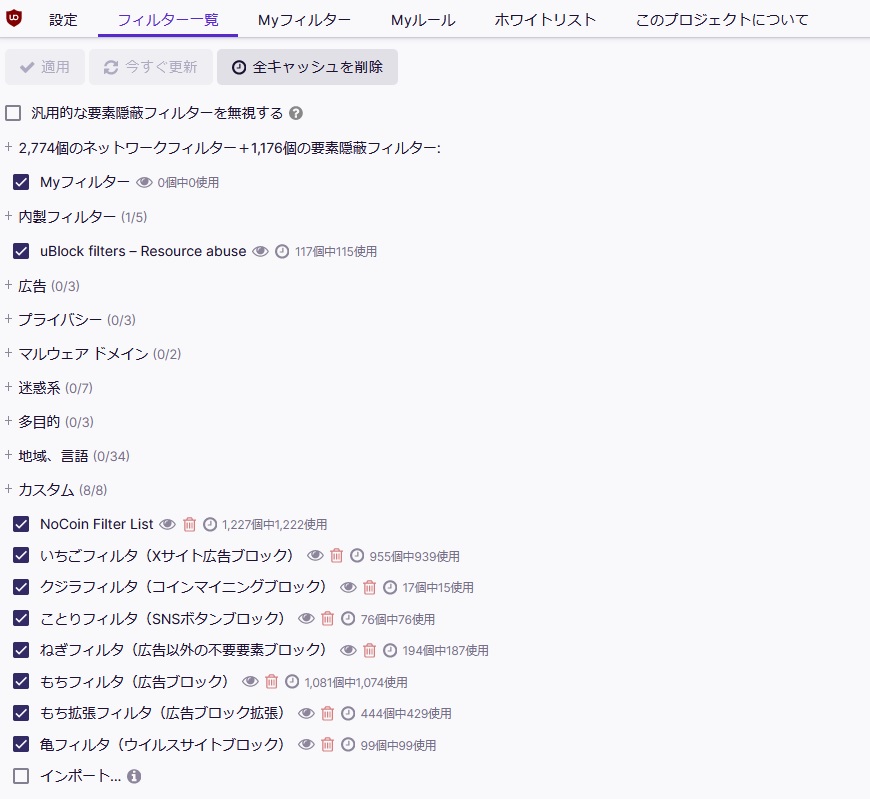 設定 フィルター一覧 Myフィルター Myルール ホワイトリスト このプロジェクトについて
適用 今すぐ更新 全キャッシュを削除
汎用的な要素隠蔽フィルターを無視する
+ 2,774個のネットワークフィルター＋1,176個の要素隠蔽フィルター:
Myフィルター 0個中0使用
+ 内製フィルター (1/5)
uBlock filters – Resource abuse 117個中115使用
+ 広告 (0/3)
+ プライバシー (0/3)
+ マルウェア ドメイン (0/2)
+ 迷惑系 (0/7)
+ 多目的 (0/3)
+ 地域、言語 (0/34)
+ カスタム (8/8)
NoCoin Filter List 1,227個中1,222使用
いちごフィルタ（Xサイト広告ブロック） 955個中939使用
クジラフィルタ（コインマイニングブロック） 17個中15使用
ことりフィルタ（SNSボタンブロック） 76個中76使用
ねぎフィルタ（広告以外の不要要素ブロック） 194個中187使用
もちフィルタ（広告ブロック） 1,081個中1,074使用
もち拡張フィルタ（広告ブロック拡張） 444個中429使用
亀フィルタ（ウイルスサイトブロック） 99個中99使用
インポート...